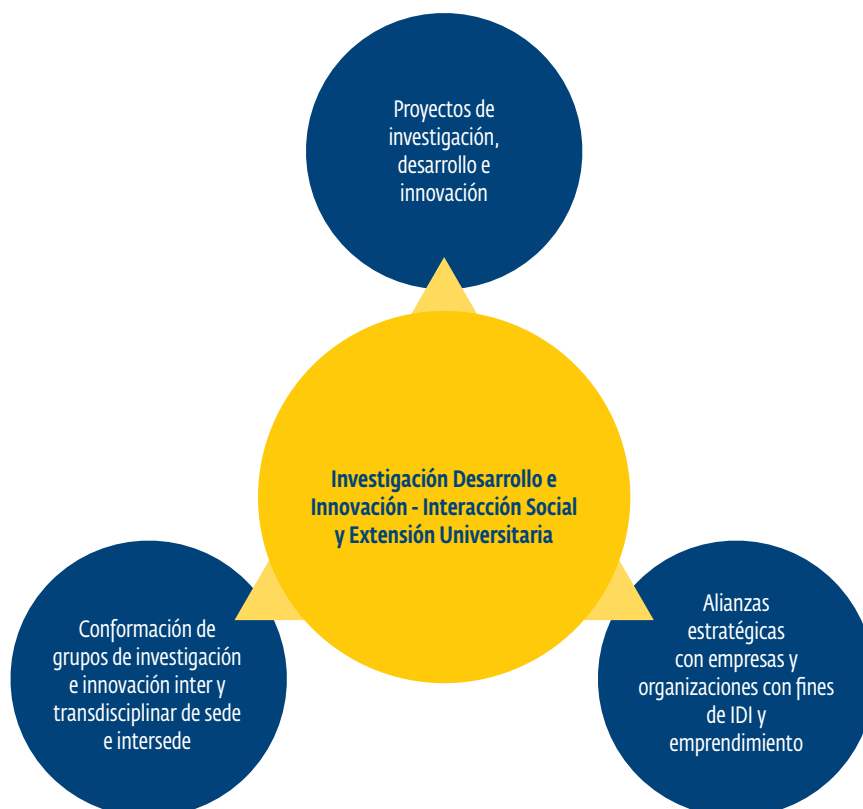 Proyectos de
investigación,
desarrollo e
innovación
Investigación Desarrollo e
Innovación - Interacción Social
y Extensión Universitaria
Conformación de
grupos de investigación
e innovación inter y
transdisciplinar de sede
e intersede
Alianzas
estratégicas
con empresas y
organizaciones con fines
de IDI y
emprendimiento